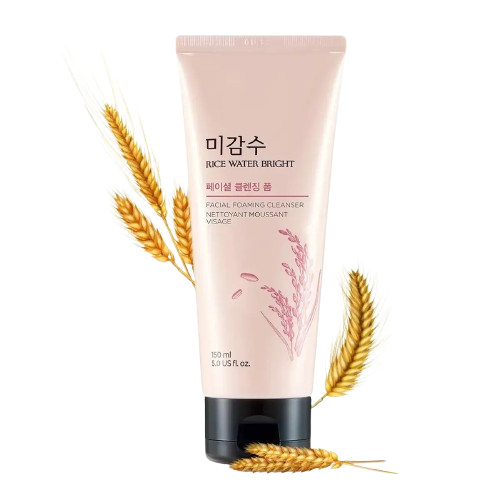 미감수
RICE WATER BRIGHT
페이셜 클렌징 폼
FACIAL FOAMING CLEANSER
NETTOYANT MOUSSANT
VISAGE
150 ml
5.0 US fl. oz.